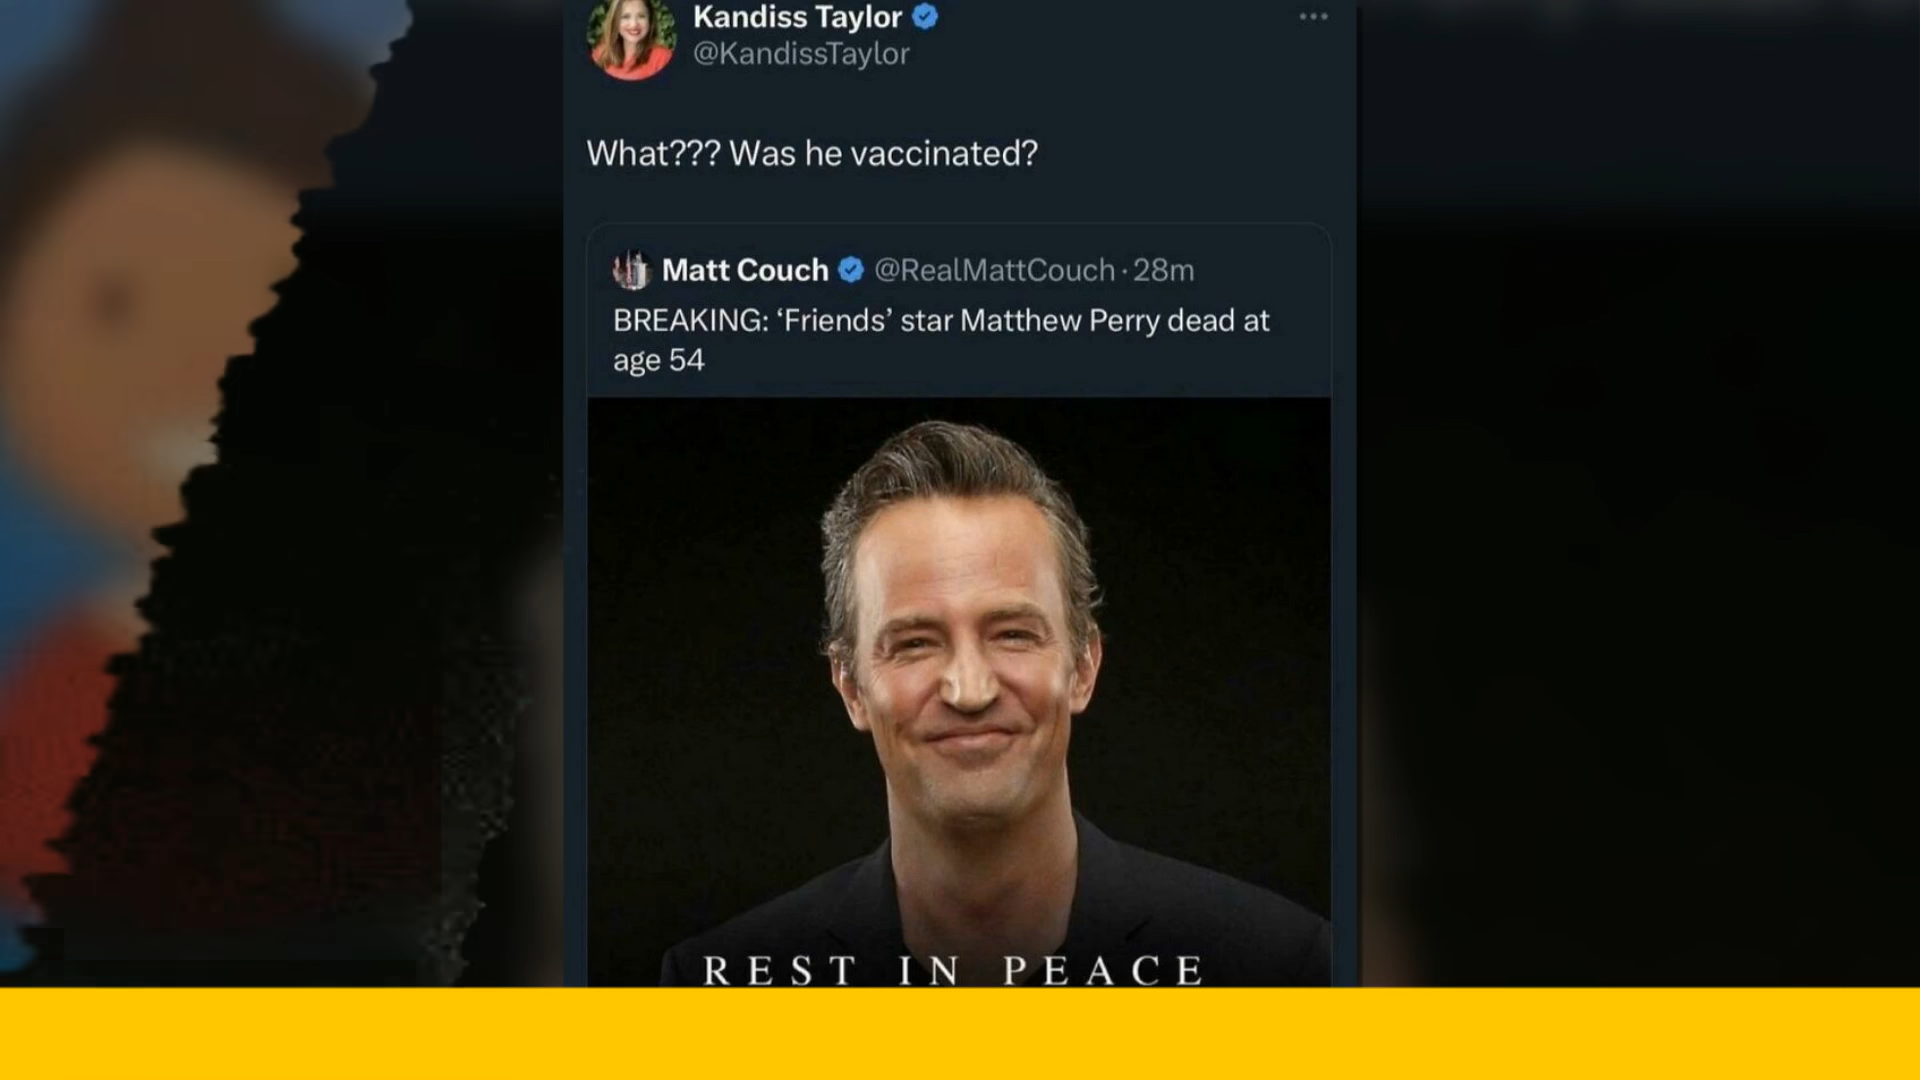 Kandiss Taylor
@KandissTaylor
What??? Was he vaccinated?
Matt Couch @RealMattCouch · 28m
BREAKING: ‘Friends’ star Matthew Perry dead at
age 54
REST IN PEACE